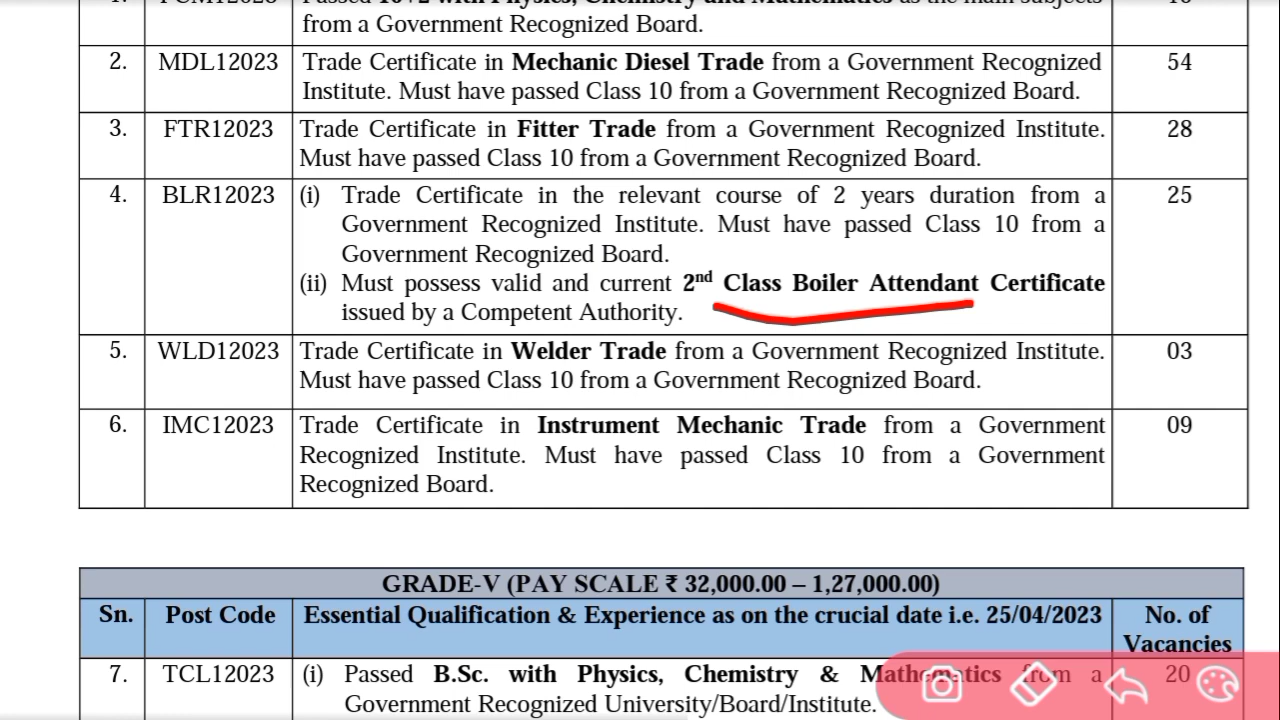 from a Government Recognized Board.
2. MDL12023 Trade Certificate in Mechanic Diesel Trade from a Government Recognized 54
Institute. Must have passed Class 10 from a Government Recognized Board.
3. FTR12023 Trade Certificate in Fitter Trade from a Government Recognized Institute. 28
Must have passed Class 10 from a Government Recognized Board.
4. BLR12023 (i) Trade Certificate in the relevant course of 2 years duration from a 25
Government Recognized Institute. Must have passed Class 10 from a
Government Recognized Board.
(ii) Must possess valid and current 2nd Class Boiler Attendant Certificate
issued by a Competent Authority.
5. WLD12023 Trade Certificate in Welder Trade from a Government Recognized Institute. 03
Must have passed Class 10 from a Government Recognized Board.
6. IMC12023 Trade Certificate in Instrument Mechanic Trade from a Government 09
Recognized Institute. Must have passed Class 10 from a Government
Recognized Board.
GRADE-V (PAY SCALE ₹ 32,000.00 – 1,27,000.00)
Sn. Post Code Essential Qualification & Experience as on the crucial date i.e. 25/04/2023 No. of
Vacancies
7. TCL12023 (i) Passed B.Sc. with Physics, Chemistry & Mathematics from a 20
Government Recognized University/Board/Institute.